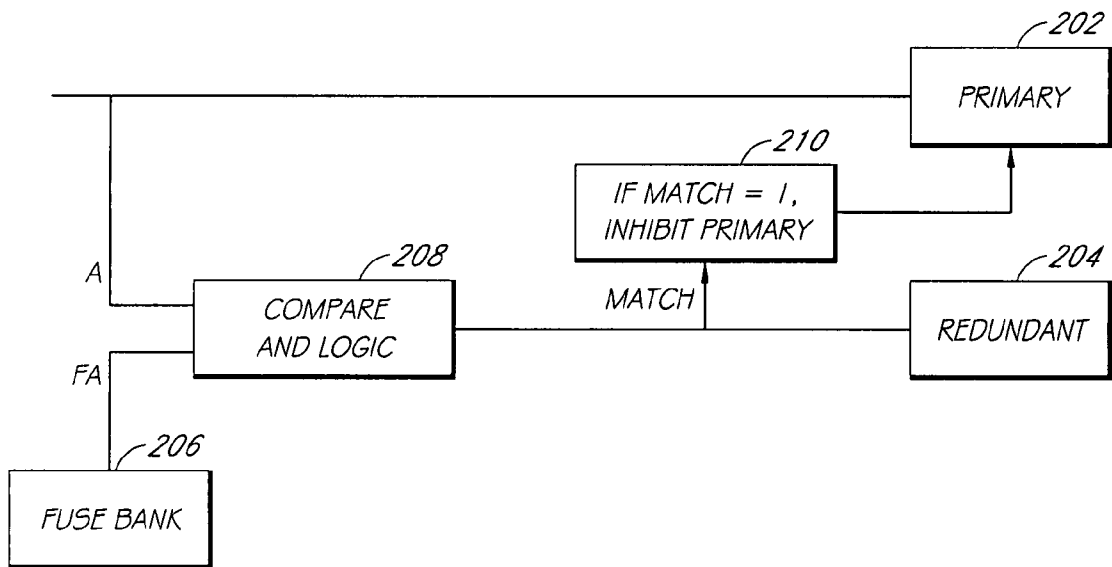 202
PRIMARY
210
IF MATCH = 1,
INHIBIT PRIMARY
208
A
COMPARE
AND LOGIC
MATCH
204
REDUNDANT
FA
206
FUSE BANK